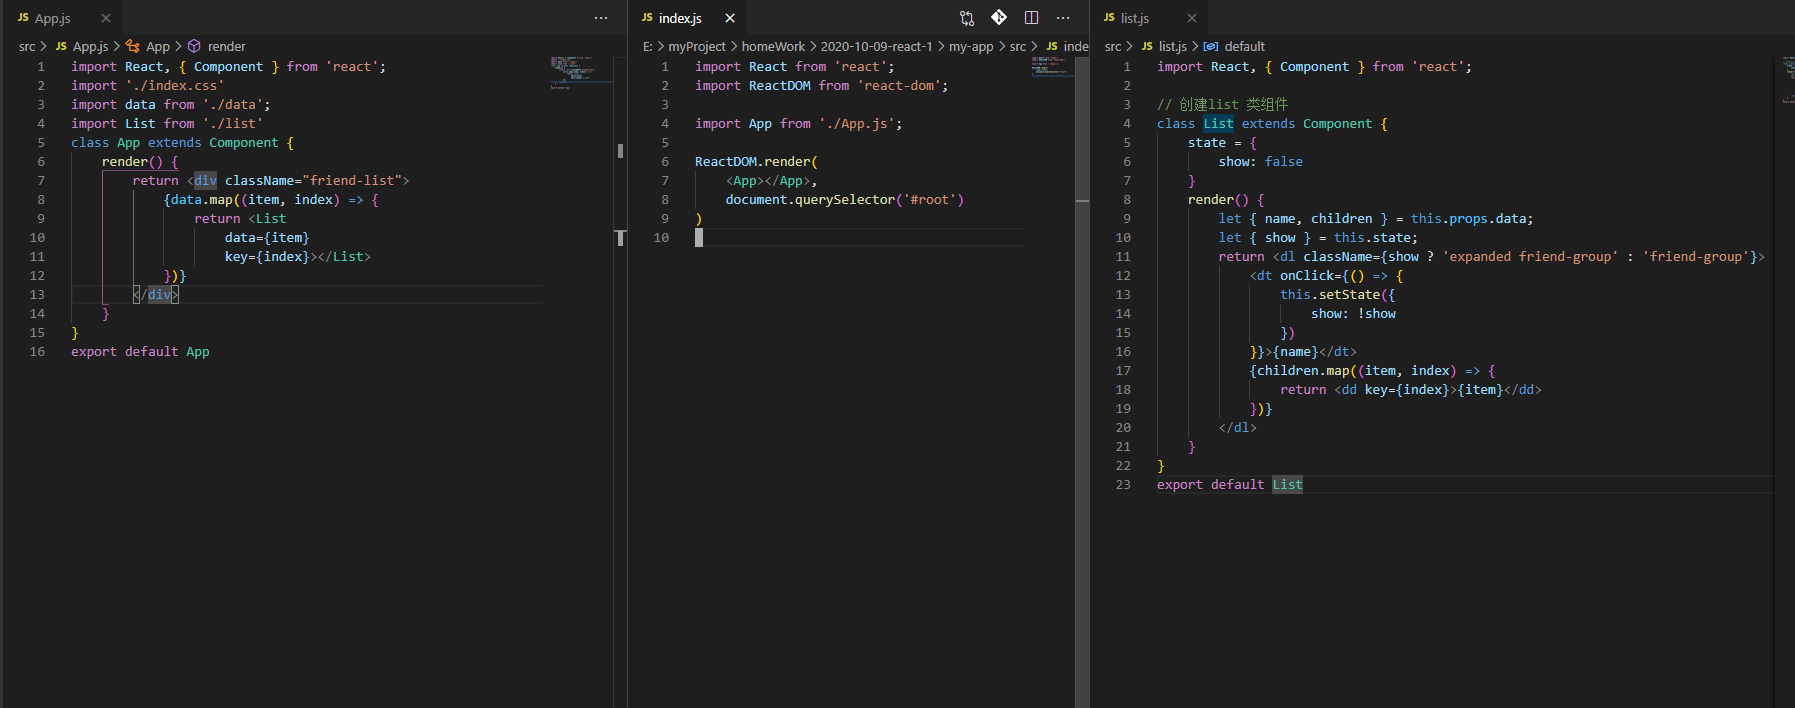 JS App.js ×
src > JS App.js > App > render
1 import React, { Component } from 'react';
2 import './index.css'
3 import data from './data';
4 import List from './list'
5 class App extends Component {
6 render() {
7 return <div className="friend-list">
8 {data.map((item, index) => {
9 return <List
10 data={item}
11 key={index}></List>
12 })}
13 </div>
14 }
15 }
16 export default App
JS index.js ×
E: > myProject > homeWork > 2020-10-09-react-1 > my-app > src > JS inde
1 import React from 'react';
2 import ReactDOM from 'react-dom';
3
4 import App from './App.js';
5
6 ReactDOM.render(
7 <App></App>,
8 document.querySelector('#root')
9 )
10
JS list.js ×
src > JS list.js > default
1 import React, { Component } from 'react';
2
3 // 创建list 类组件
4 class List extends Component {
5 state = {
6 show: false
7 }
8 render() {
9 let { name, children } = this.props.data;
10 let { show } = this.state;
11 return <dl className={show ? 'expanded friend-group' : 'friend-group'}>
12 <dt onClick={() => {
13 this.setState({
14 show: !show
15 })
16 }}>{name}</dt>
17 {children.map((item, index) => {
18 return <dd key={index}>{item}</dd>
19 })}
20 </dl>
21 }
22 }
23 export default List